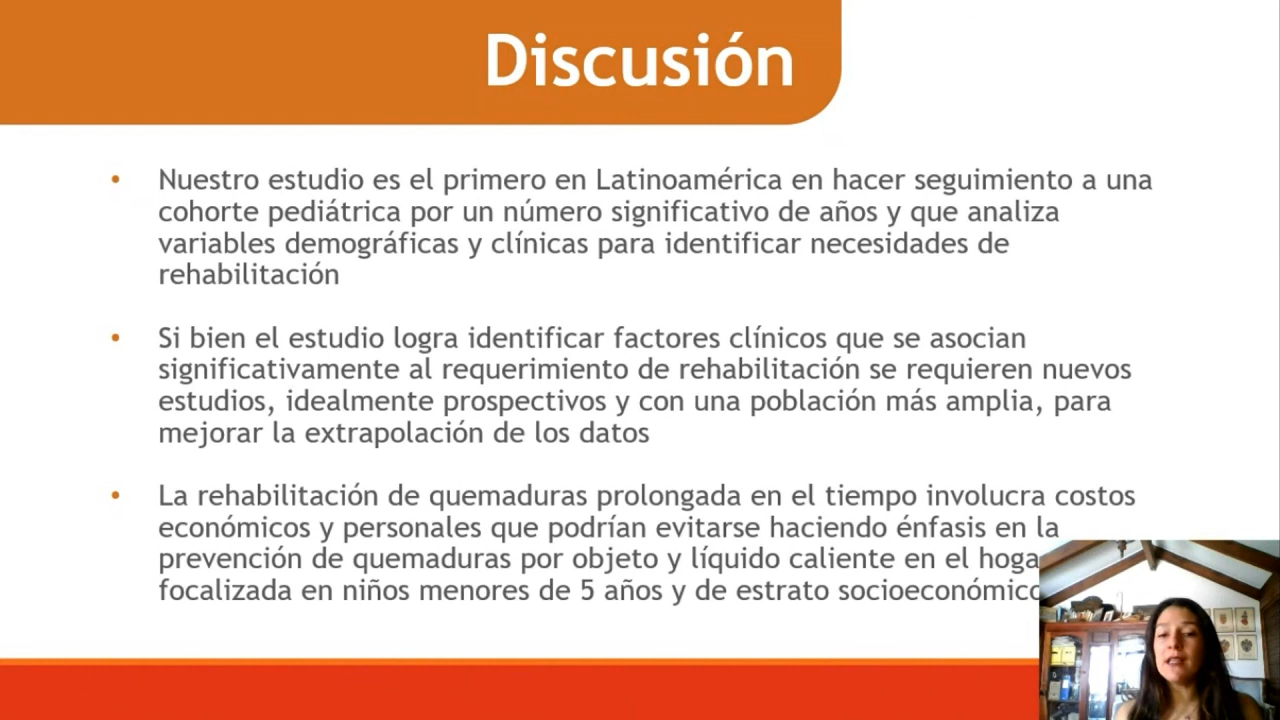 Discusión
• Nuestro estudio es el primero en Latinoamérica en hacer seguimiento a una
cohorte pediátrica por un número significativo de años y que analiza
variables demográficas y clínicas para identificar necesidades de
rehabilitación
• Si bien el estudio logra identificar factores clínicos que se asocian
significativamente al requerimiento de rehabilitación se requieren nuevos
estudios, idealmente prospectivos y con una población más amplia, para
mejorar la extrapolación de los datos
• La rehabilitación de quemaduras prolongada en el tiempo involucra costos
económicos y personales que podrían evitarse haciendo énfasis en la
prevención de quemaduras por objeto y líquido caliente en el
focalizada en niños menores de 5 años y de estrato